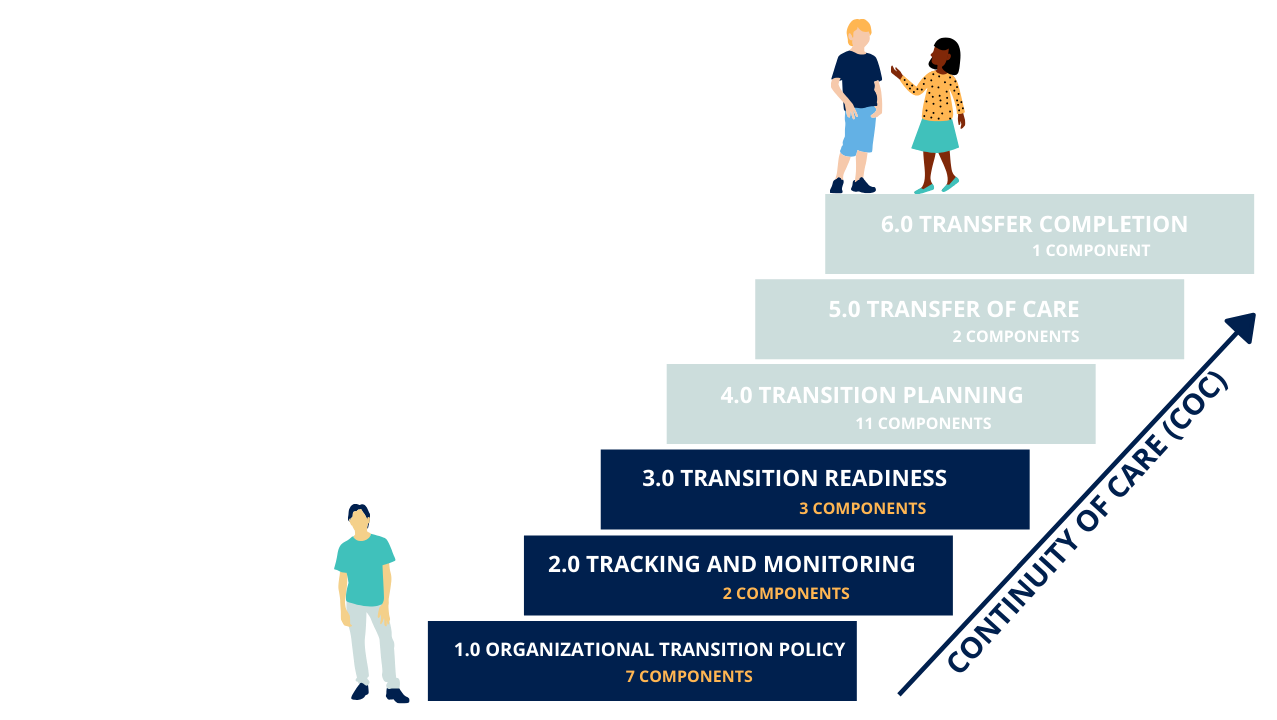 6.0 TRANSFER COMPLETION
1 COMPONENT
5.0 TRANSFER OF CARE
2 COMPONENTS
4.0 TRANSITION PLANNING
11 COMPONENTS
3.0 TRANSITION READINESS
3 COMPONENTS
2.0 TRACKING AND MONITORING
2 COMPONENTS
1.0 ORGANIZATIONAL TRANSITION POLICY
7 COMPONENTS
CONTINUITY OF CARE (COC)